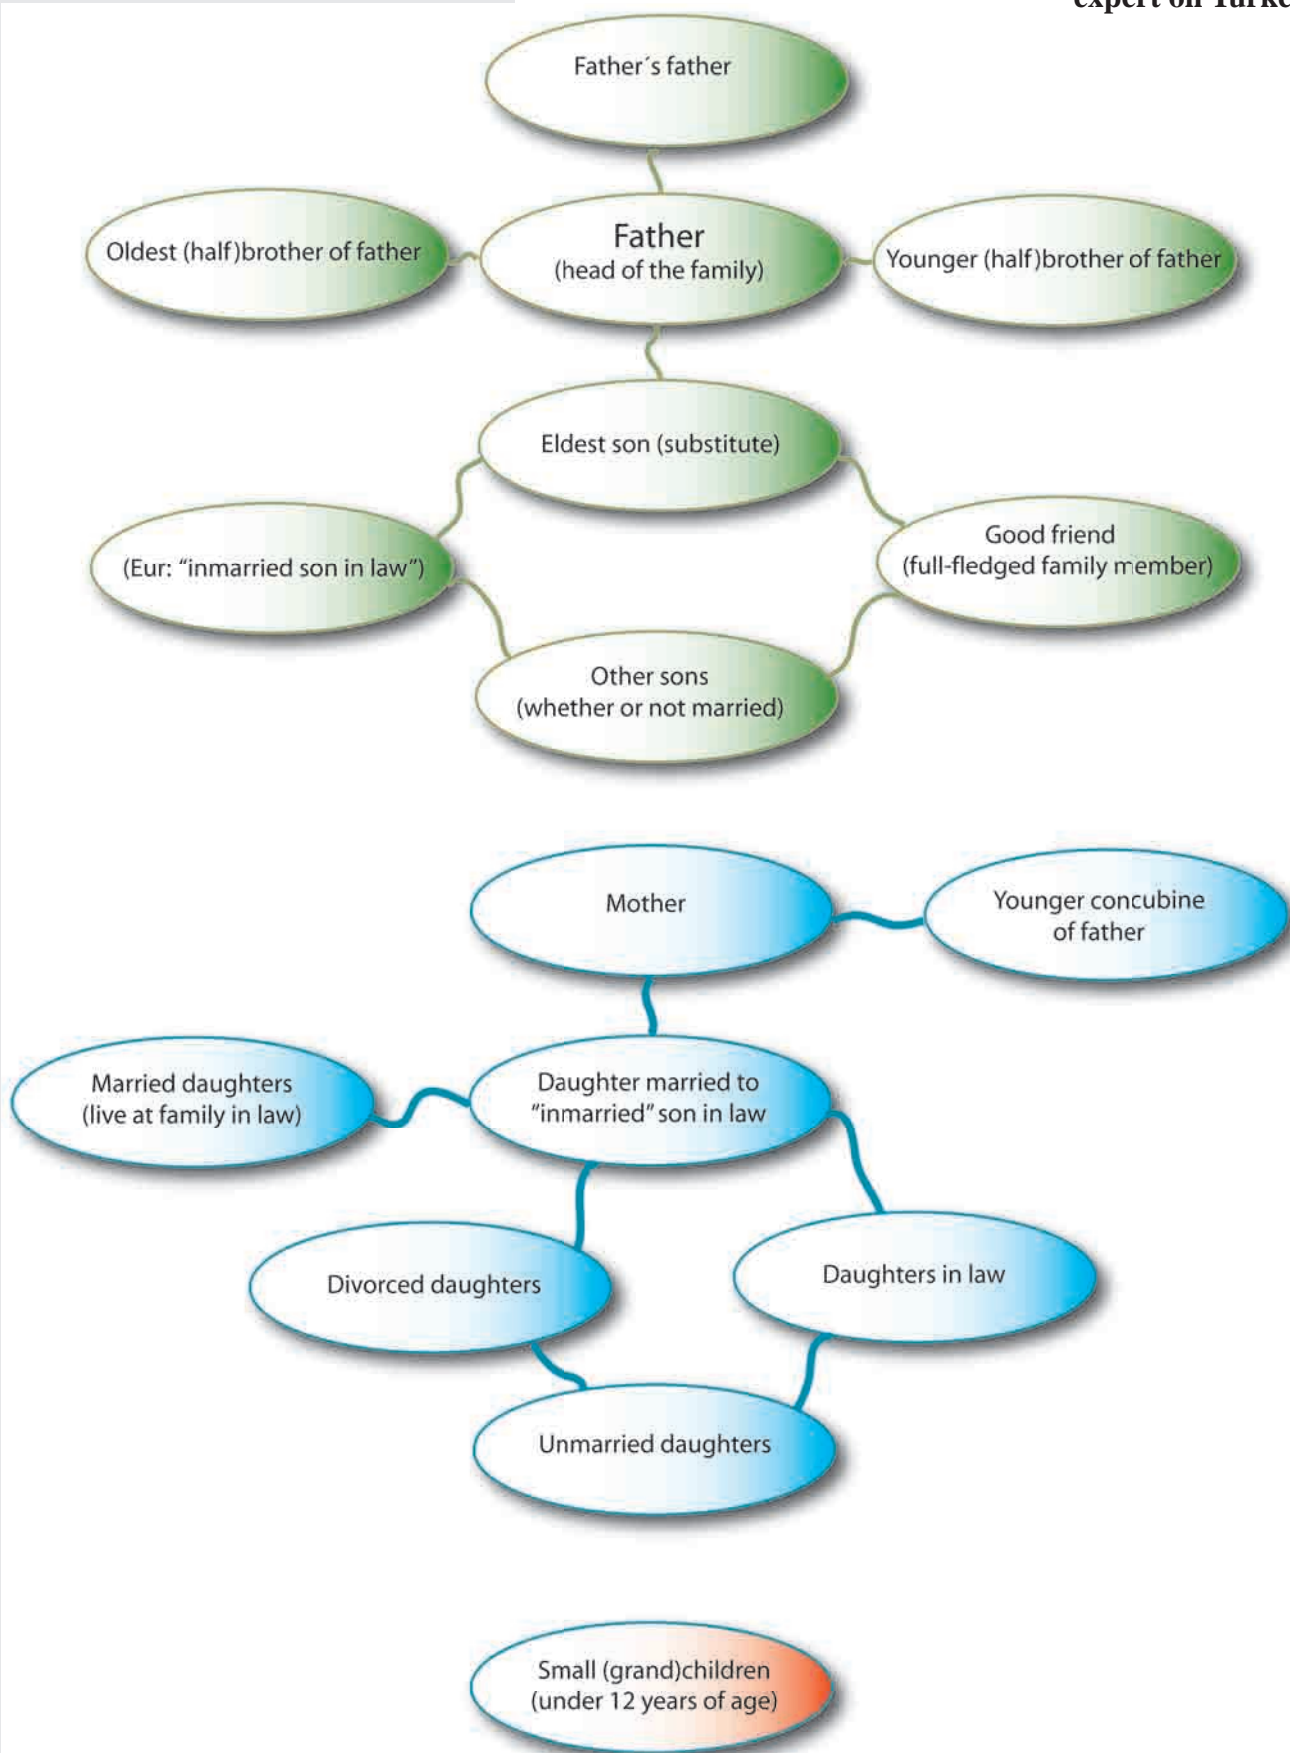 expert on
Father´s father
Oldest (half)brother of father
Father
(head of the family)
Younger (half)brother of father
Eldest son (substitute)
(Eur: “inmarried son in law”)
Good friend
(full-fledged family member)
Other sons
(whether or not married)
Mother
Younger concubine
of father
Married daughters
(live at family in law)
Daughter married to
“inmarried” son in law
Divorced daughters
Daughters in law
Unmarried daughters
Small (grand)children
(under 12 years of age)